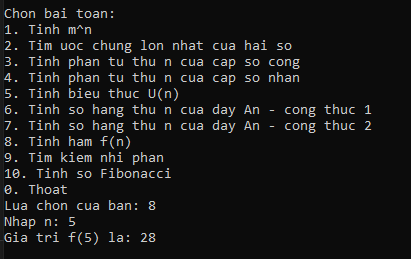 Chon bai toan:
1. Tinh m^n
2. Tim uoc chung lon nhat cua hai so
3. Tinh phan tu thu n cua cap so cong
4. Tinh phan tu thu n cua cap so nhan
5. Tinh bieu thuc U(n)
6. Tinh so hang thu n cua day An - cong thuc 1
7. Tinh so hang thu n cua day An - cong thuc 2
8. Tinh ham f(n)
9. Tim kiem nhi phan
10. Tinh so Fibonacci
0. Thoat
Lua chon cua ban: 8
Nhap n: 5
Gia tri f(5) la: 28